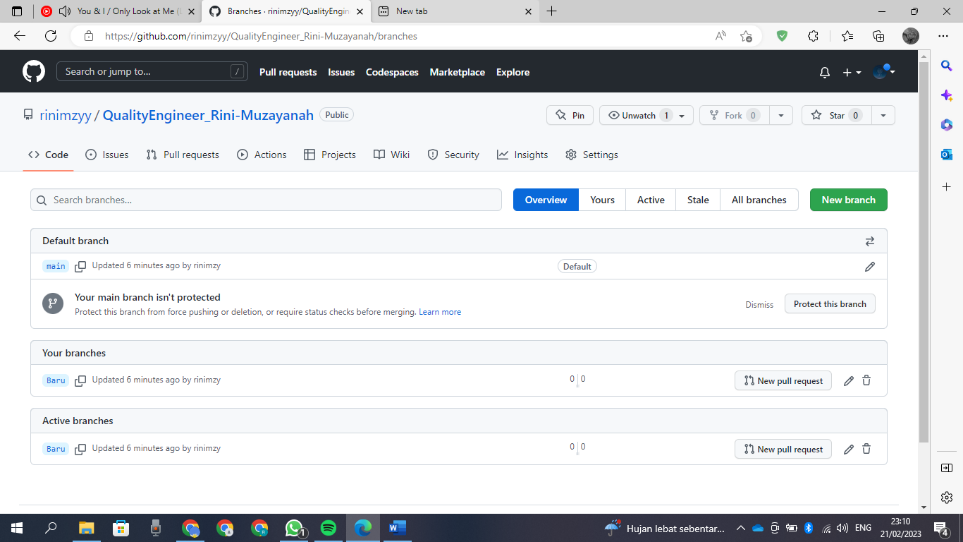 You & I / Only Look at Me (
Branches · rinimzyy/QualityEngin
New tab
https://github.com/rinimzyy/QualityEngineer_Rini-Muzayanah/branches
Search or jump to...
/
Pull requests
Issues
Codespaces
Marketplace
Explore
rinimzyy / QualityEngineer_Rini-Muzayanah
Public
Pin
Unwatch 1
Fork 0
Star 0
Code
Issues
Pull requests
Actions
Projects
Wiki
Security
Insights
Settings
Search branches...
Overview
Yours
Active
Stale
All branches
New branch
Default branch
main
Updated 6 minutes ago by rinimzy
Default
Your main branch isn't protected
Protect this branch from force pushing or deletion, or require status checks before merging. Learn more
Dismiss
Protect this branch
Your branches
Baru
Updated 6 minutes ago by rinimzy
0 0
New pull request
Active branches
Baru
Updated 6 minutes ago by rinimzy
0 0
New pull request
1
Hujan lebat sebentar...
ENG
23:10
21/02/2023
4